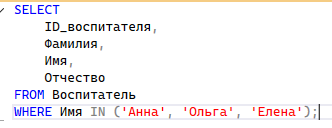 SELECT
ID_воспитателя,
Фамилия,
Имя,
Отчество
FROM Воспитатель
WHERE Имя IN ('Анна', 'Ольга', 'Елена');